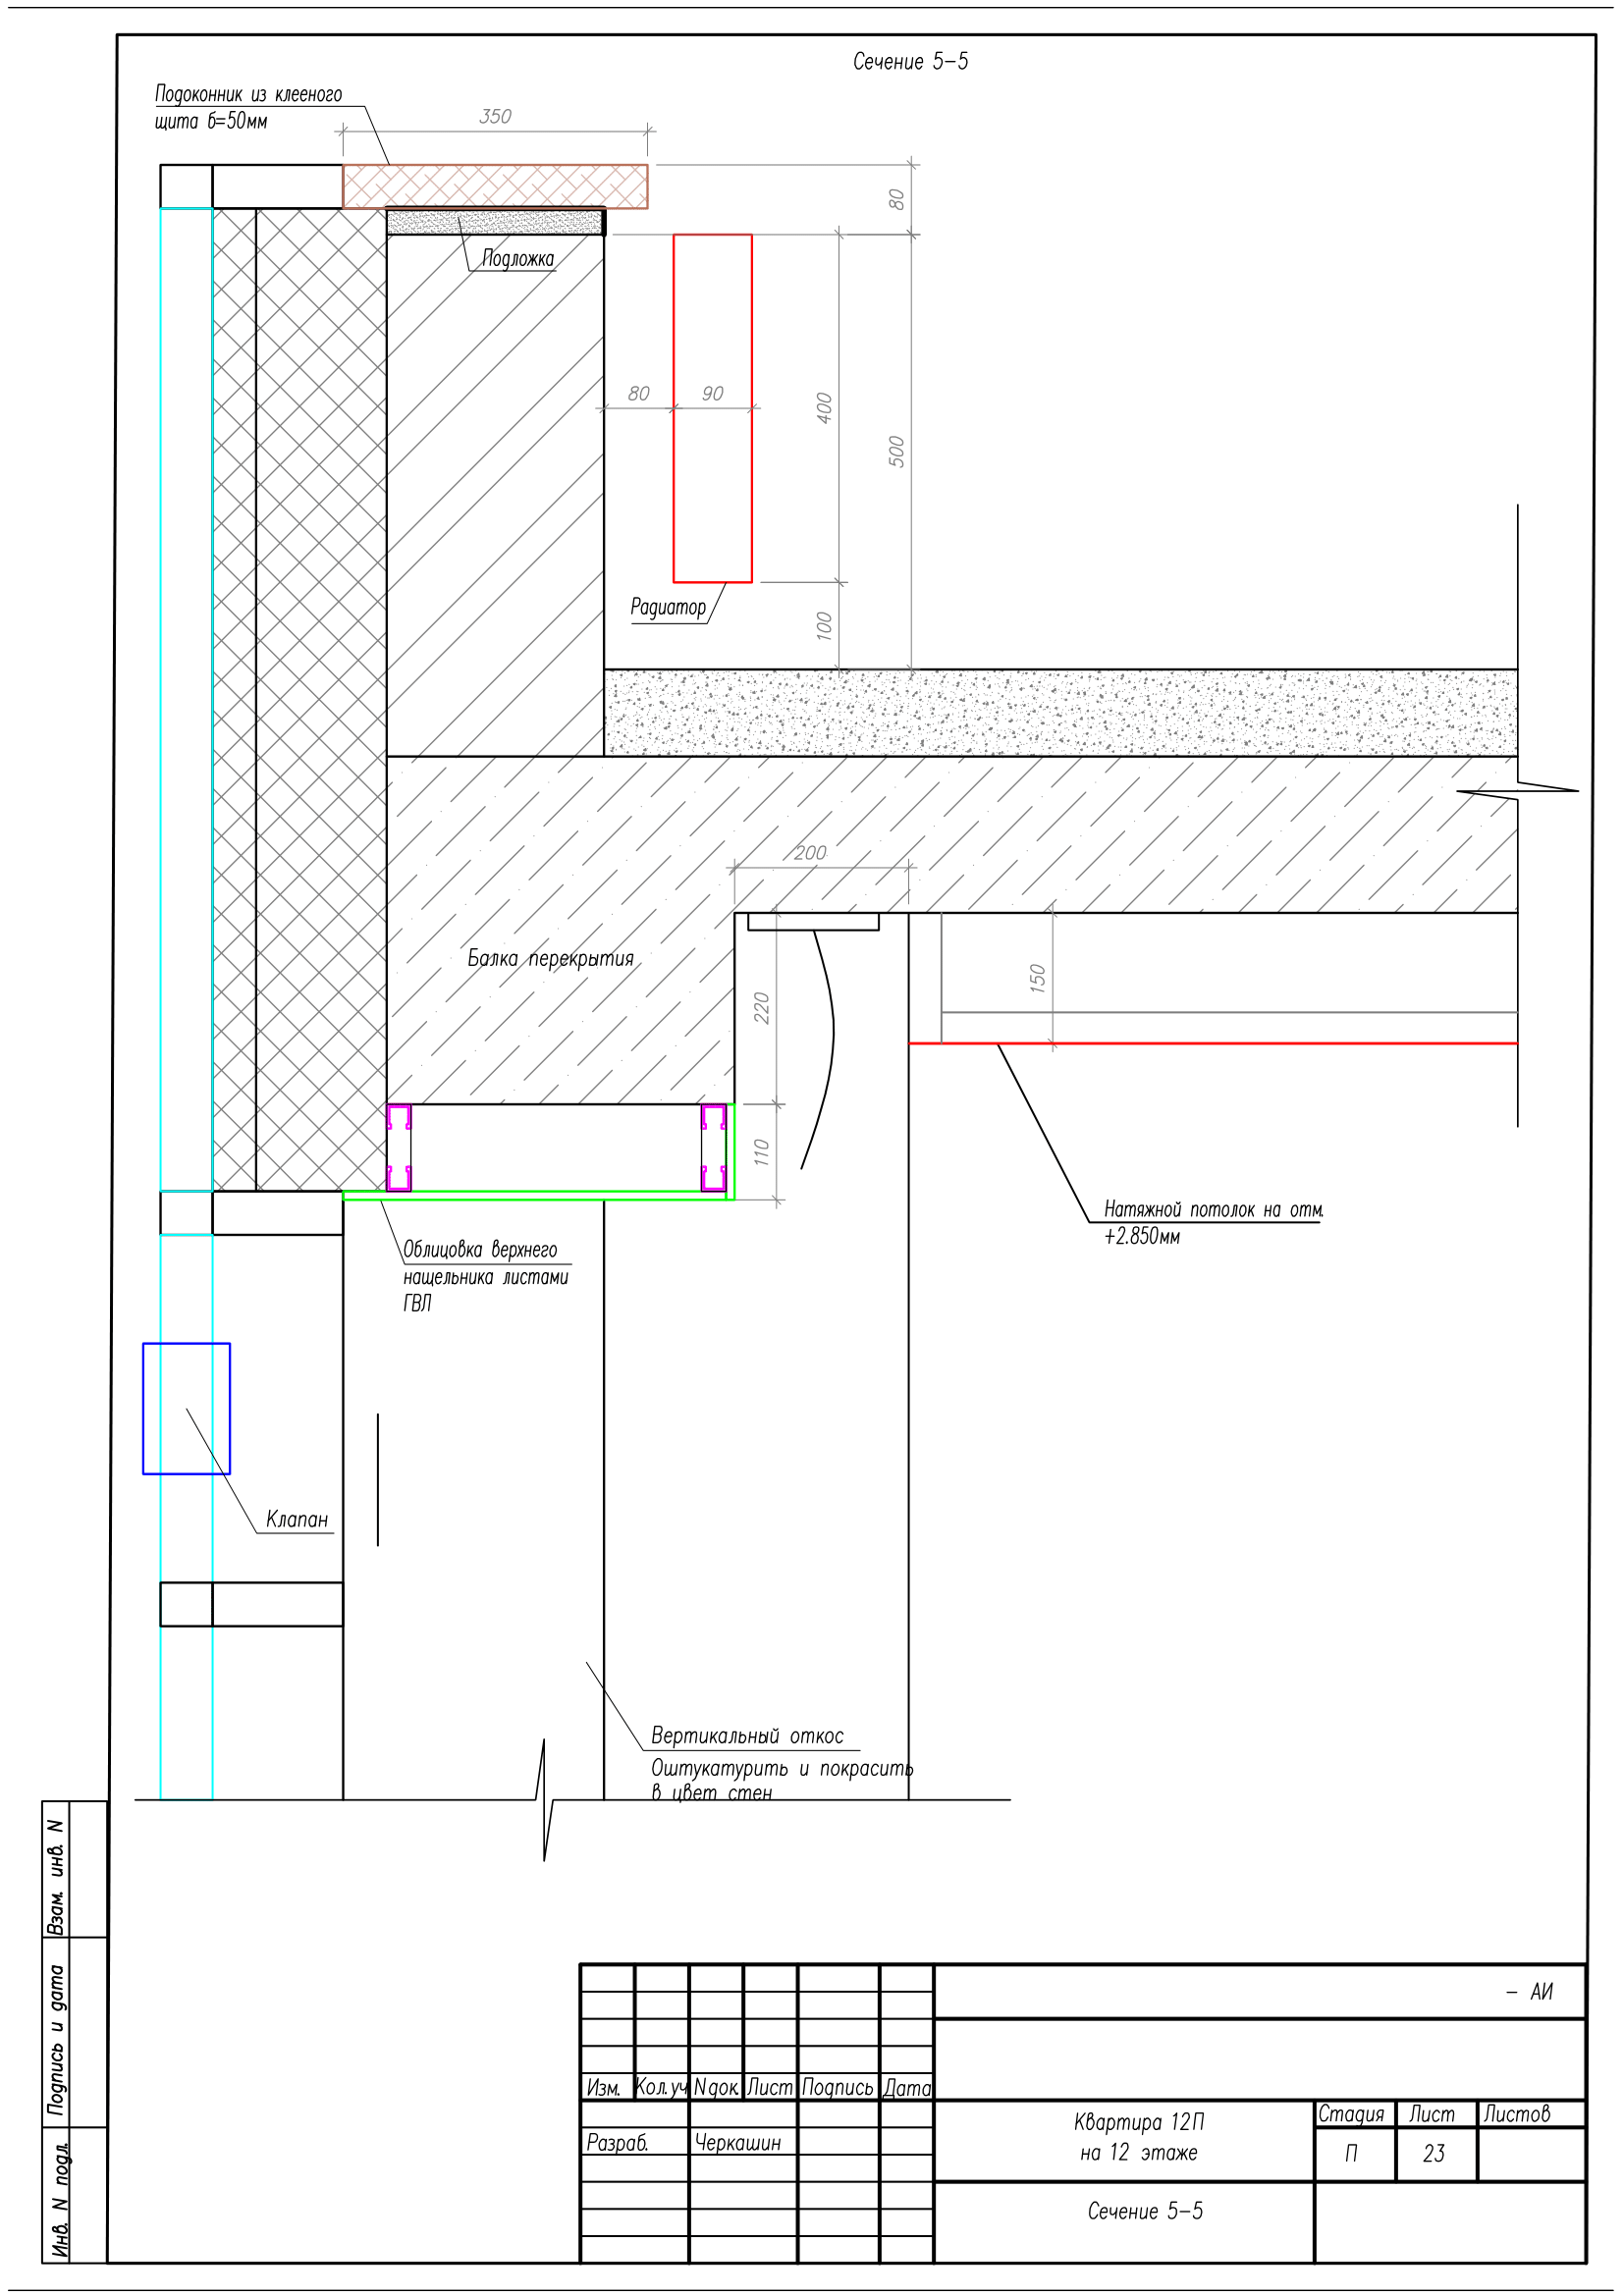 Сечение 5-5
Подоконник из клееного
щита б=50мм
350
80
Подложка
80
90
400
500
Радиатор
100
200
Балка перекрытия
220
150
110
Натяжной потолок на отм.
+2.850мм
Облицовка верхнего
нащельника листами
ГВЛ
Клапан
Вертикальный откос
Оштукатурить и покрасить
в цвет стен
Взам. инв. N
Подпись и дата
Инв. N подл.
- АИ
Изм. Кол.уч Nдок. Лист Подпись Дата
Квартира 12П
на 12 этаже
Стадия Лист Листов
Разраб. Черкашин
П 23
Сечение 5-5